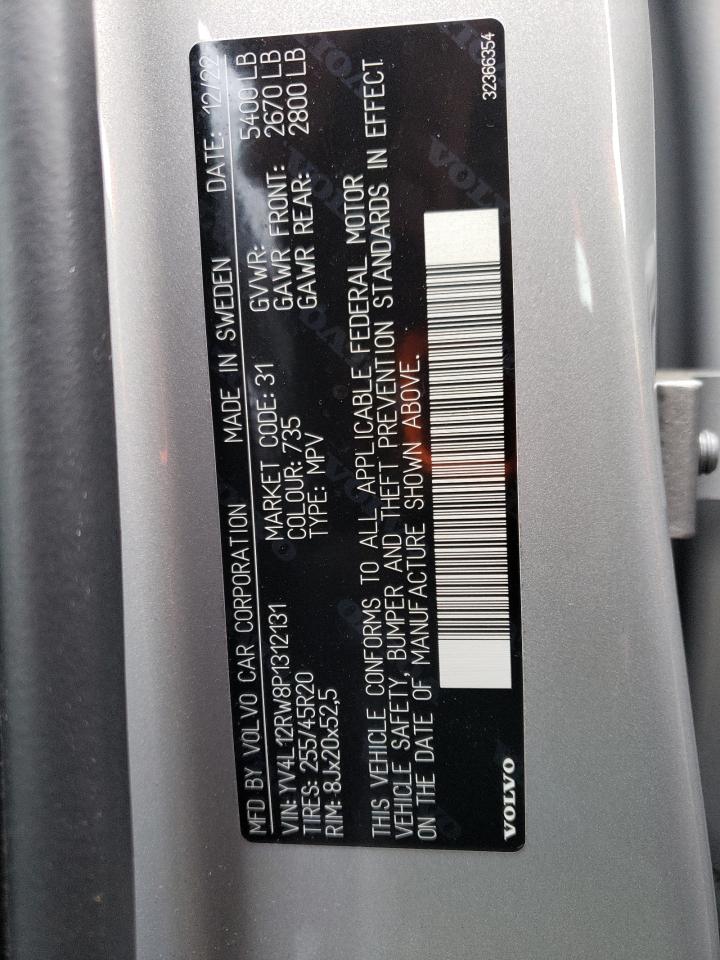 MFD BY VOLVO CAR CORPORATION MADE IN SWEDEN DATE: 12/22
VIN: YV4L12RW8P1312131 MARKET CODE: 31 GVWR: 5400 LB
TIRES: 255/45R20 COLOUR: 735 GAWR FRONT: 2670 LB
RIM: 8Jx20x52,5 TYPE: MPV GAWR REAR: 2800 LB
THIS VEHICLE CONFORMS TO ALL APPLICABLE FEDERAL MOTOR
VEHICLE SAFETY, BUMPER AND THEFT PREVENTION STANDARDS IN EFFECT
ON THE DATE OF MANUFACTURE SHOWN ABOVE.
VOLVO 32366354